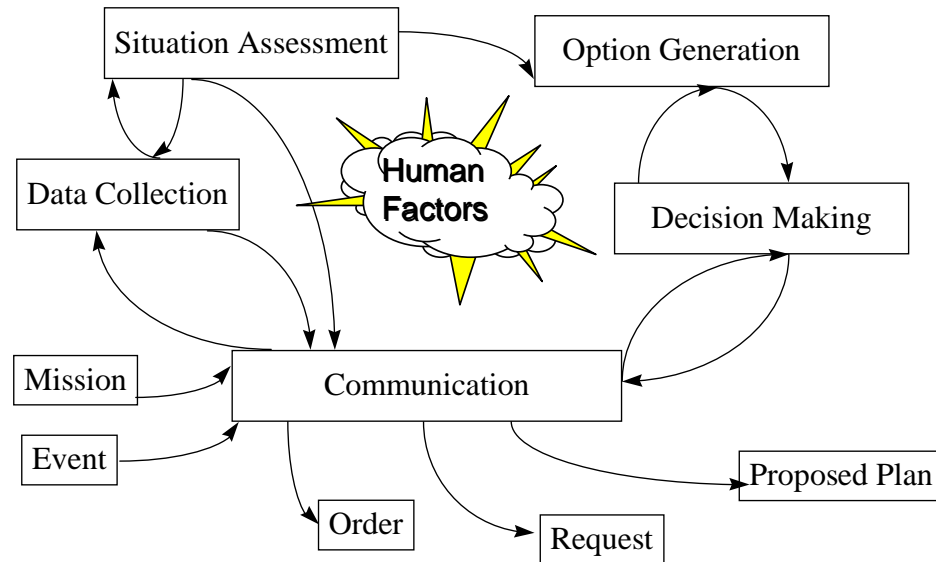 Situation Assessment
Option Generation
Human
Factors
Data Collection
Decision Making
Mission
Communication
Event
Proposed Plan
Order
Request